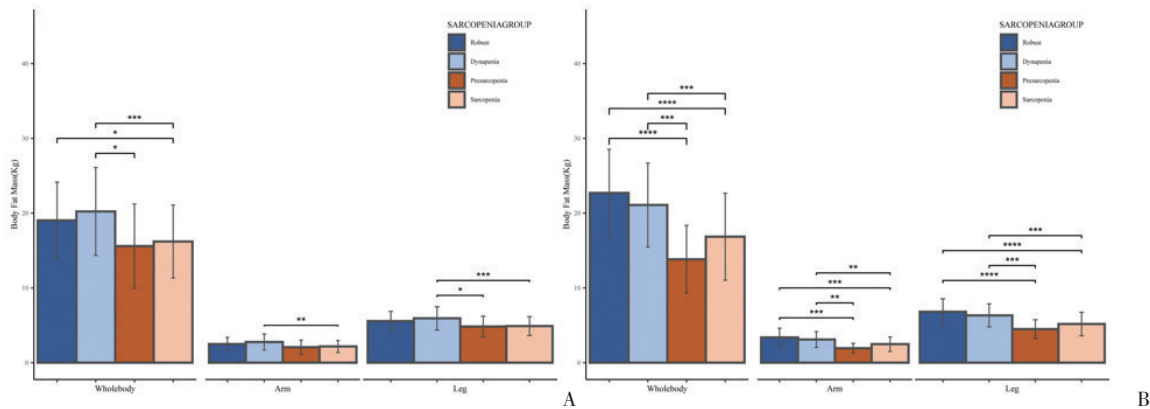 SARCOPENIAGROUP
Robust
Dynapenia
Presarcopenia
Sarcopenia
Body Fat Mass(Kg)
40
30
20
10
0
***
*
*
**
***
*
Wholebody
Arm
Leg
A
SARCOPENIAGROUP
Robust
Dynapenia
Presarcopenia
Sarcopenia
Body Fat Mass(Kg)
40
30
20
10
0
***
****
***
****
**
***
**
***
***
****
***
****
Wholebody
Arm
Leg
B